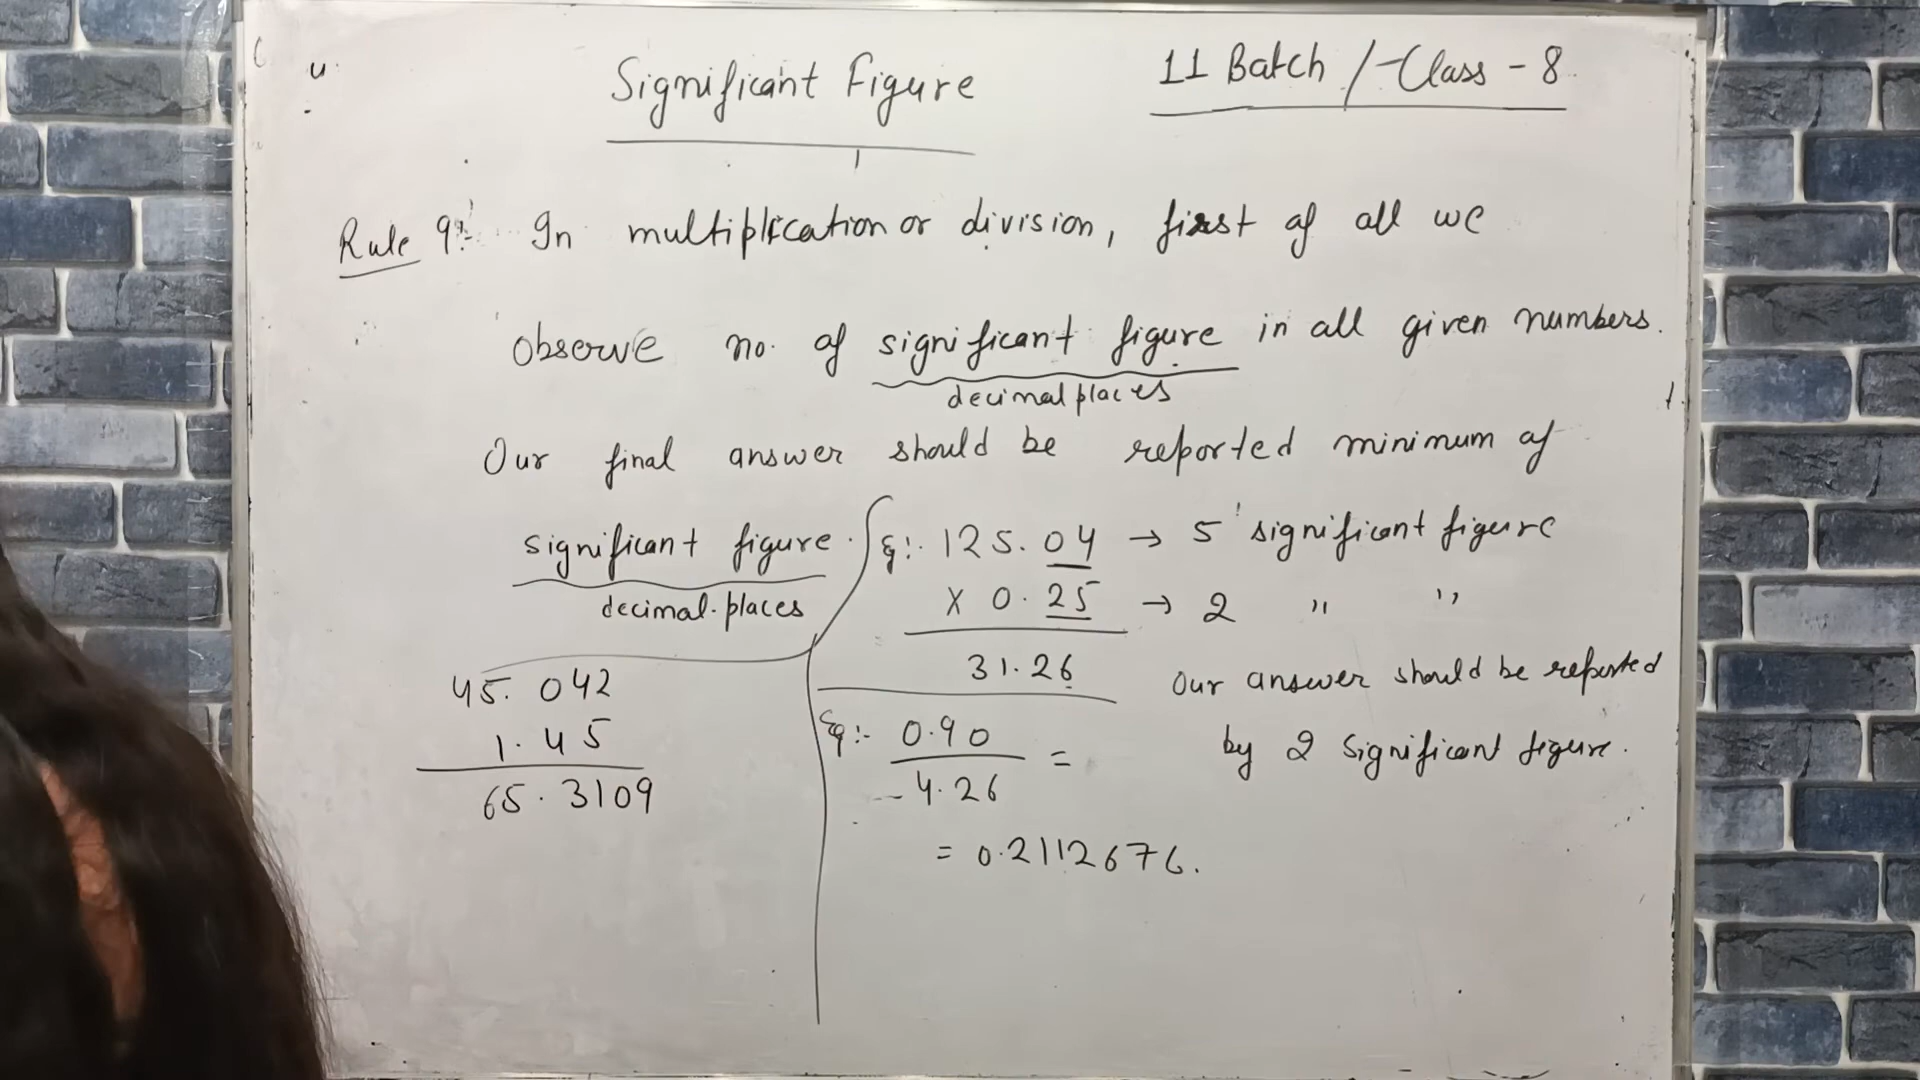 Significant Figure
11 Batch / Class - 8
Rule 9:- In multiplication or division, first of all we
observe no. of significant figure in all given numbers.
decimal places
Our final answer should be reported minimum of
significant figure.
decimal places
Eg:- 125.04 → 5 significant figure
X 0.25 → 2 " "
31.26
Our answer should be reported
by 2 significant figure.
45.042
1.45
65.3109
Eg:- 0.90
=
4.26
= 0.2112676.